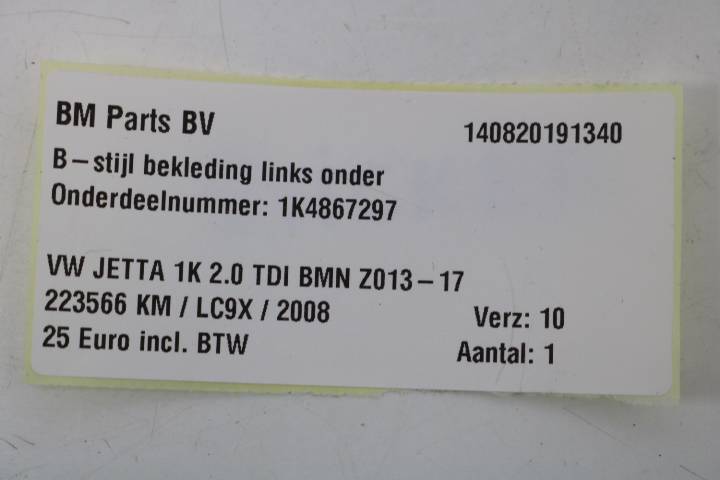 BM Parts BV 140820191340
B-stijl bekleding links onder
Onderdeelnummer: 1K4867297
VW JETTA 1K 2.0 TDI BMN Z013-17
223566 KM / LC9X / 2008 Verz: 10
25 Euro incl. BTW Aantal: 1